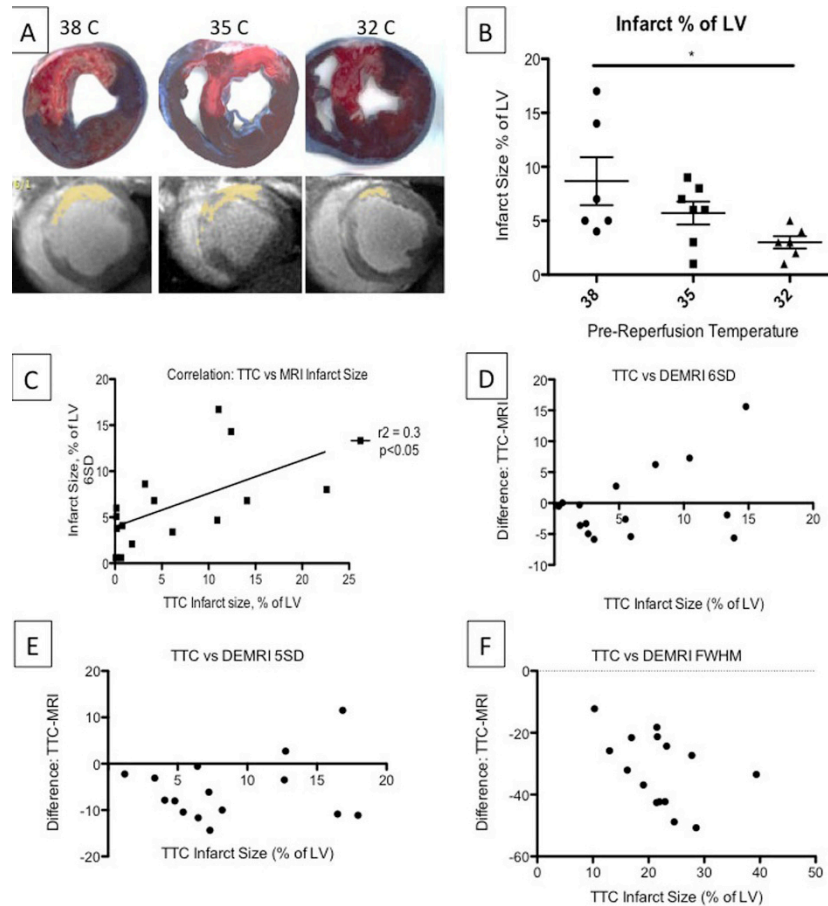 A
38 C
35 C
32 C
B
Infarct % of LV
Infarct Size % of LV
20
15
10
5
0
*
38
35
32
Pre-Reperfusion Temperature
C
Correlation: TTC vs MRI Infarct Size
Infarct Size, % of LV
6SD
20
15
10
5
0
0
5
10
15
20
25
r2 = 0.3
p<0.05
TTC Infarct size, % of LV
D
TTC vs DEMRI 6SD
Difference: TTC-MRI
20
15
10
5
0
-5
-10
5
10
15
20
TTC Infarct Size (% of LV)
E
TTC vs DEMRI 5SD
Difference: TTC-MRI
20
10
0
-10
-20
5
10
15
20
TTC Infarct Size (% of LV)
F
TTC vs DEMRI FWHM
Difference: TTC-MRI
0
-20
-40
-60
0
10
20
30
40
50
TTC Infarct Size (% of LV)